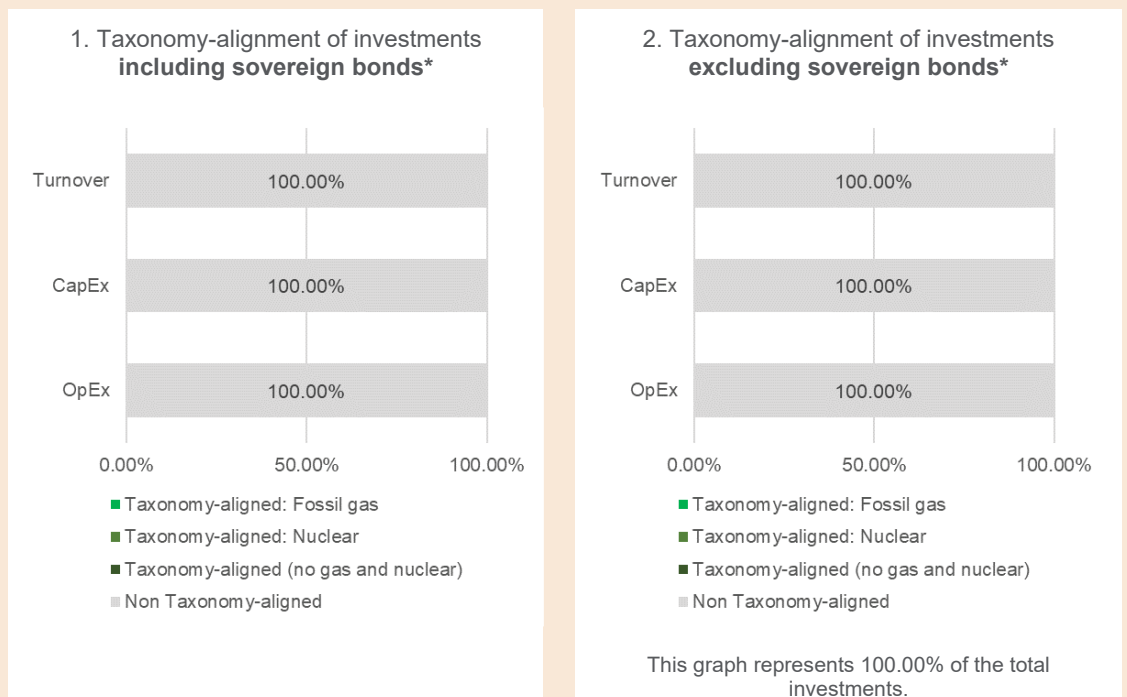 1. Taxonomy-alignment of investments
including sovereign bonds*
Turnover
100.00%
CapEx
100.00%
OpEx
100.00%
0.00%
50.00%
100.00%
Taxonomy-aligned: Fossil gas
Taxonomy-aligned: Nuclear
Taxonomy-aligned (no gas and nuclear)
Non Taxonomy-aligned
2. Taxonomy-alignment of investments
excluding sovereign bonds*
Turnover
100.00%
CapEx
100.00%
OpEx
100.00%
0.00%
50.00%
100.00%
Taxonomy-aligned: Fossil gas
Taxonomy-aligned: Nuclear
Taxonomy-aligned (no gas and nuclear)
Non Taxonomy-aligned
This graph represents 100.00% of the total
investments.